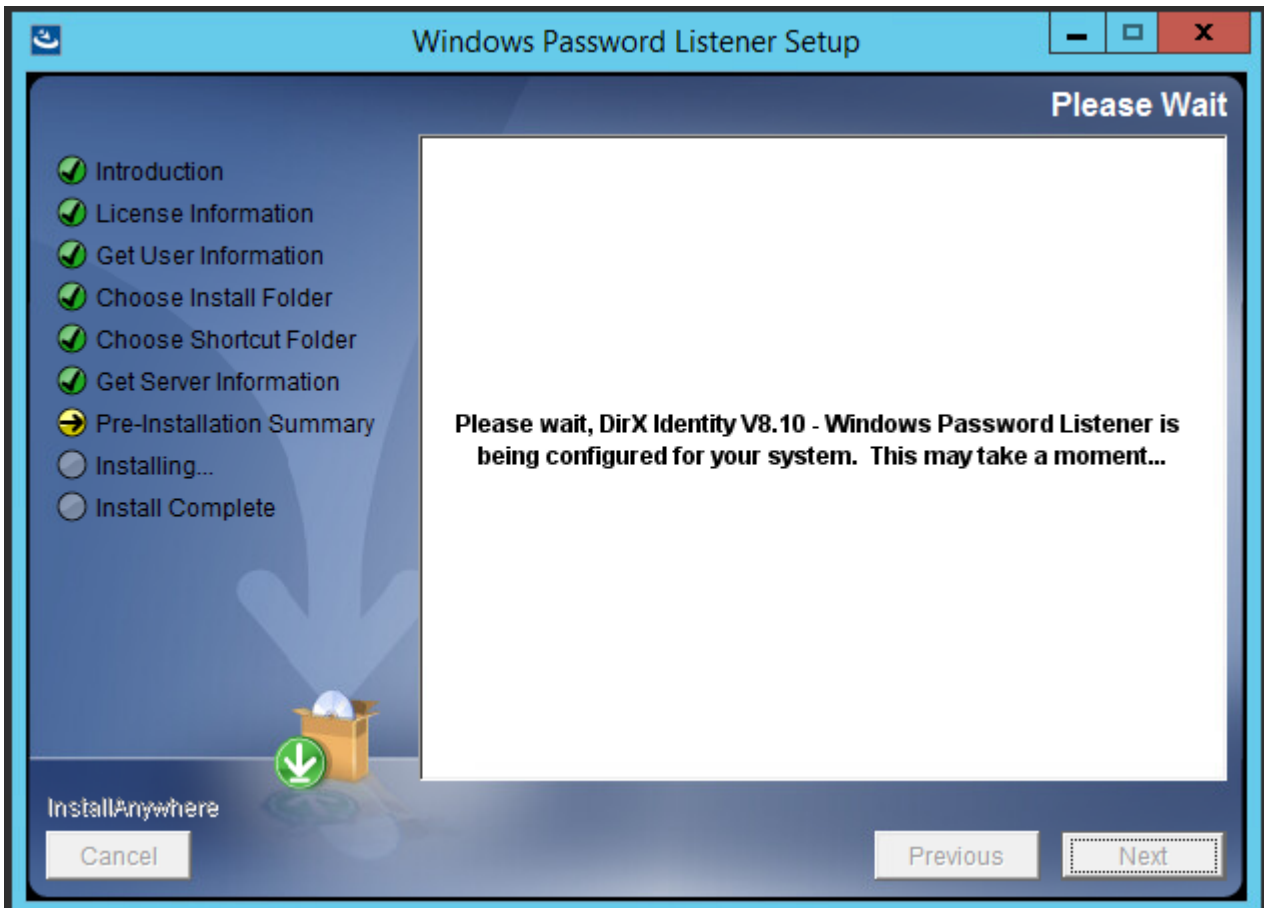 Windows Password Listener Setup
Please Wait
Introduction
License Information
Get User Information
Choose Install Folder
Choose Shortcut Folder
Get Server Information
Pre-Installation Summary
Installing...
Install Complete
Please wait, DirX Identity V8.10 - Windows Password Listener is
being configured for your system.  This may take a moment...
InstallAnywhere
Cancel
Previous
Next